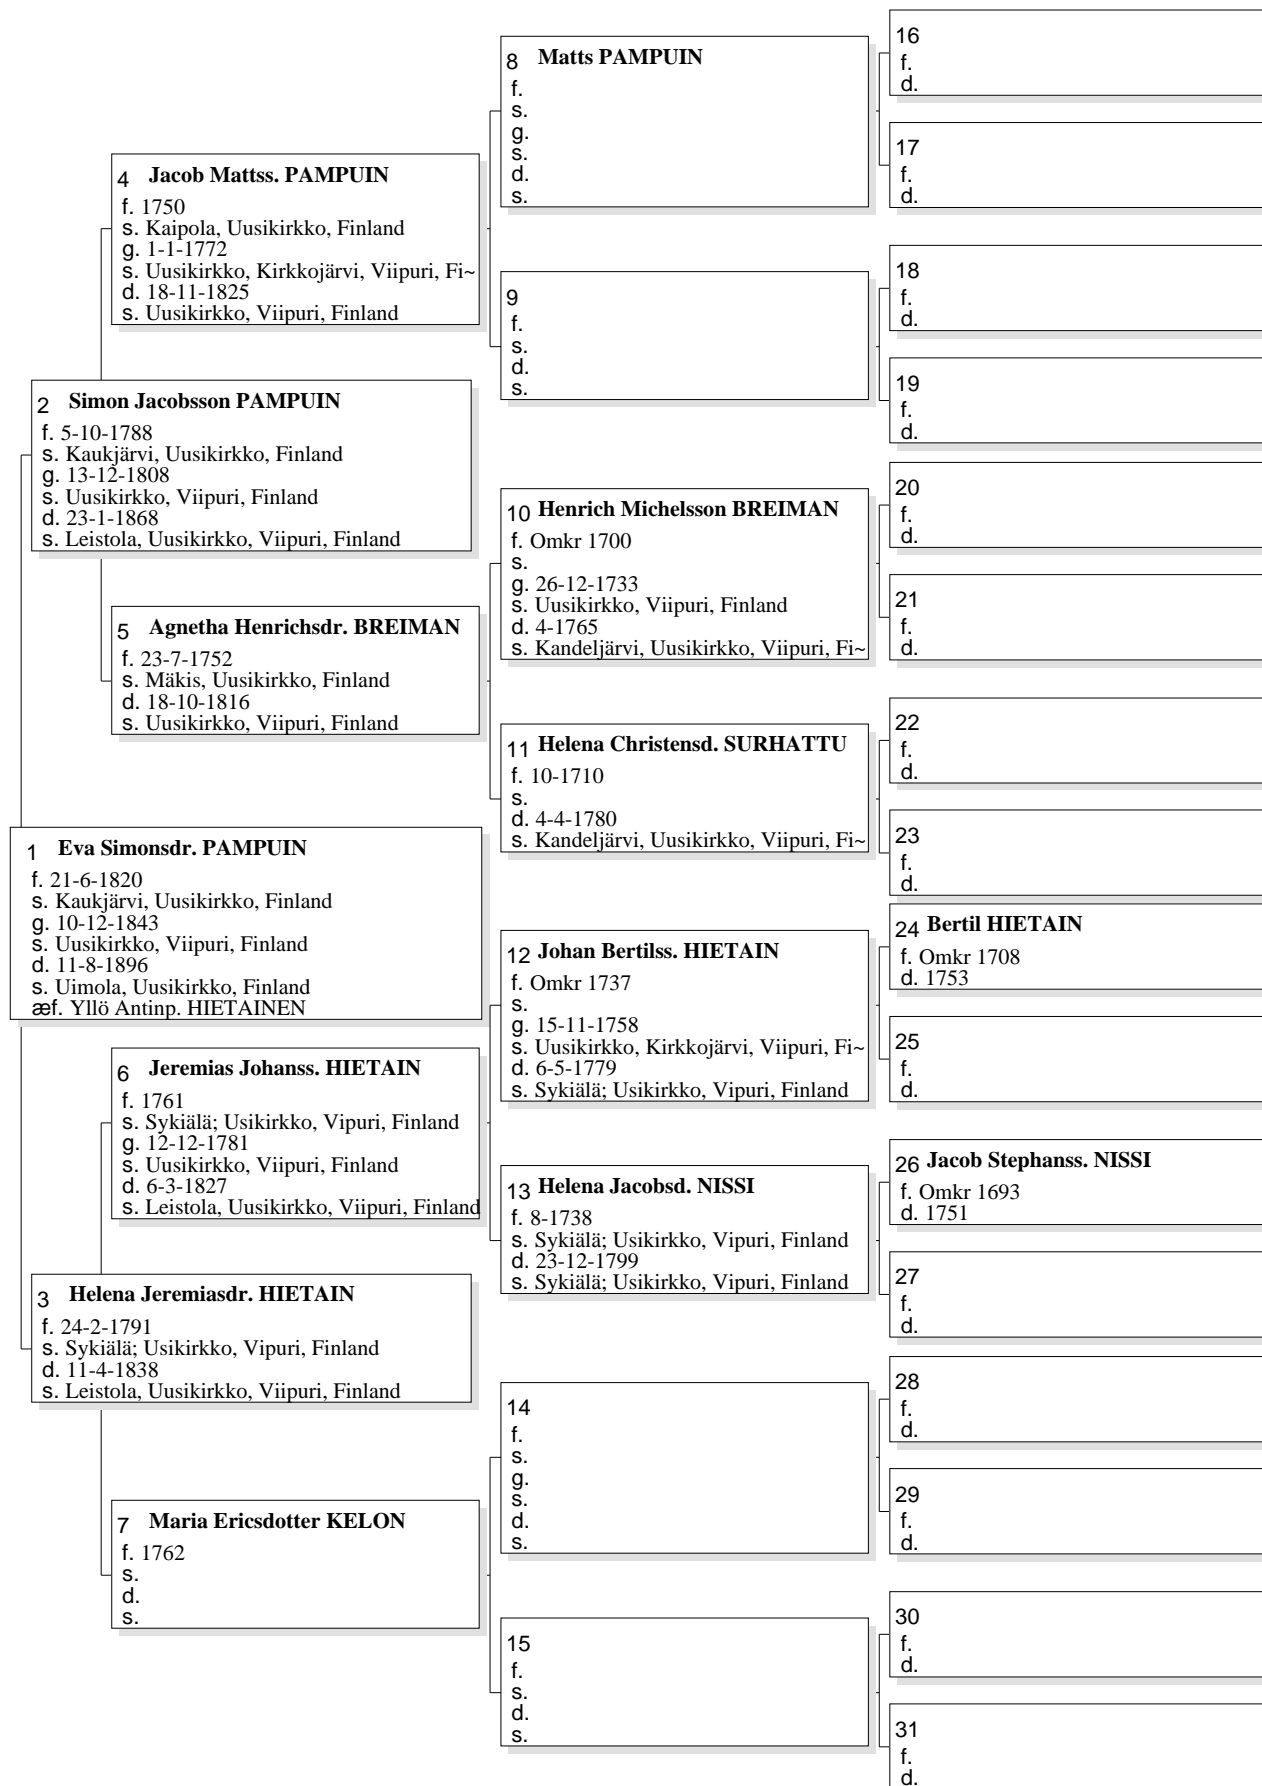 1 Eva Simonsdr. PAMPUIN
f. 21-6-1820
s. Kaukjärvi, Uusikirkko, Finland
g. 10-12-1843
s. Uusikirkko, Viipuri, Finland
d. 11-8-1896
s. Uimola, Uusikirkko, Finland
æf. Yllö Antinp. HIETAINEN
2 Simon Jacobsson PAMPUIN
f. 5-10-1788
s. Kaukjärvi, Uusikirkko, Finland
g. 13-12-1808
s. Uusikirkko, Viipuri, Finland
d. 23-1-1868
s. Leistola, Uusikirkko, Viipuri, Finland
3 Helena Jeremiasdr. HIETAIN
f. 24-2-1791
s. Sykiälä; Usikirkko, Vipuri, Finland
d. 11-4-1838
s. Leistola, Uusikirkko, Viipuri, Finland
4 Jacob Mattss. PAMPUIN
f. 1750
s. Kaipola, Uusikirkko, Finland
g. 1-1-1772
s. Uusikirkko, Kirkkojärvi, Viipuri, Fi~
d. 18-11-1825
s. Uusikirkko, Viipuri, Finland
5 Agnetha Henrichsdr. BREIMAN
f. 23-7-1752
s. Mäkis, Uusikirkko, Finland
d. 18-10-1816
s. Uusikirkko, Viipuri, Finland
6 Jeremias Johanss. HIETAIN
f. 1761
s. Sykiälä; Usikirkko, Vipuri, Finland
g. 12-12-1781
s. Uusikirkko, Viipuri, Finland
d. 6-3-1827
s. Leistola, Uusikirkko, Viipuri, Finland
7 Maria Ericsdotter KELON
f. 1762
s.
d.
s.
8 Matts PAMPUIN
f.
s.
g.
s.
d.
s.
9
f.
s.
d.
s.
10 Henrich Michelsson BREIMAN
f. Omkr 1700
s.
g. 26-12-1733
s. Uusikirkko, Viipuri, Finland
d. 4-1765
s. Kandeljärvi, Uusikirkko, Viipuri, Fi~
11 Helena Christensd. SURHATTU
f. 10-1710
s.
d. 4-4-1780
s. Kandeljärvi, Uusikirkko, Viipuri, Fi~
12 Johan Bertilss. HIETAIN
f. Omkr 1737
s.
g. 15-11-1758
s. Uusikirkko, Kirkkojärvi, Viipuri, Fi~
d. 6-5-1779
s. Sykiälä; Usikirkko, Vipuri, Finland
13 Helena Jacobsd. NISSI
f. 8-1738
s. Sykiälä; Usikirkko, Vipuri, Finland
d. 23-12-1799
s. Sykiälä; Usikirkko, Vipuri, Finland
14
f.
s.
g.
s.
d.
s.
15
f.
s.
d.
s.
16
f.
d.
17
f.
d.
18
f.
d.
19
f.
d.
20
f.
d.
21
f.
d.
22
f.
d.
23
f.
d.
24 Bertil HIETAIN
f. Omkr 1708
d. 1753
25
f.
d.
26 Jacob Stephanss. NISSI
f. Omkr 1693
d. 1751
27
f.
d.
28
f.
d.
29
f.
d.
30
f.
d.
31
f.
d.